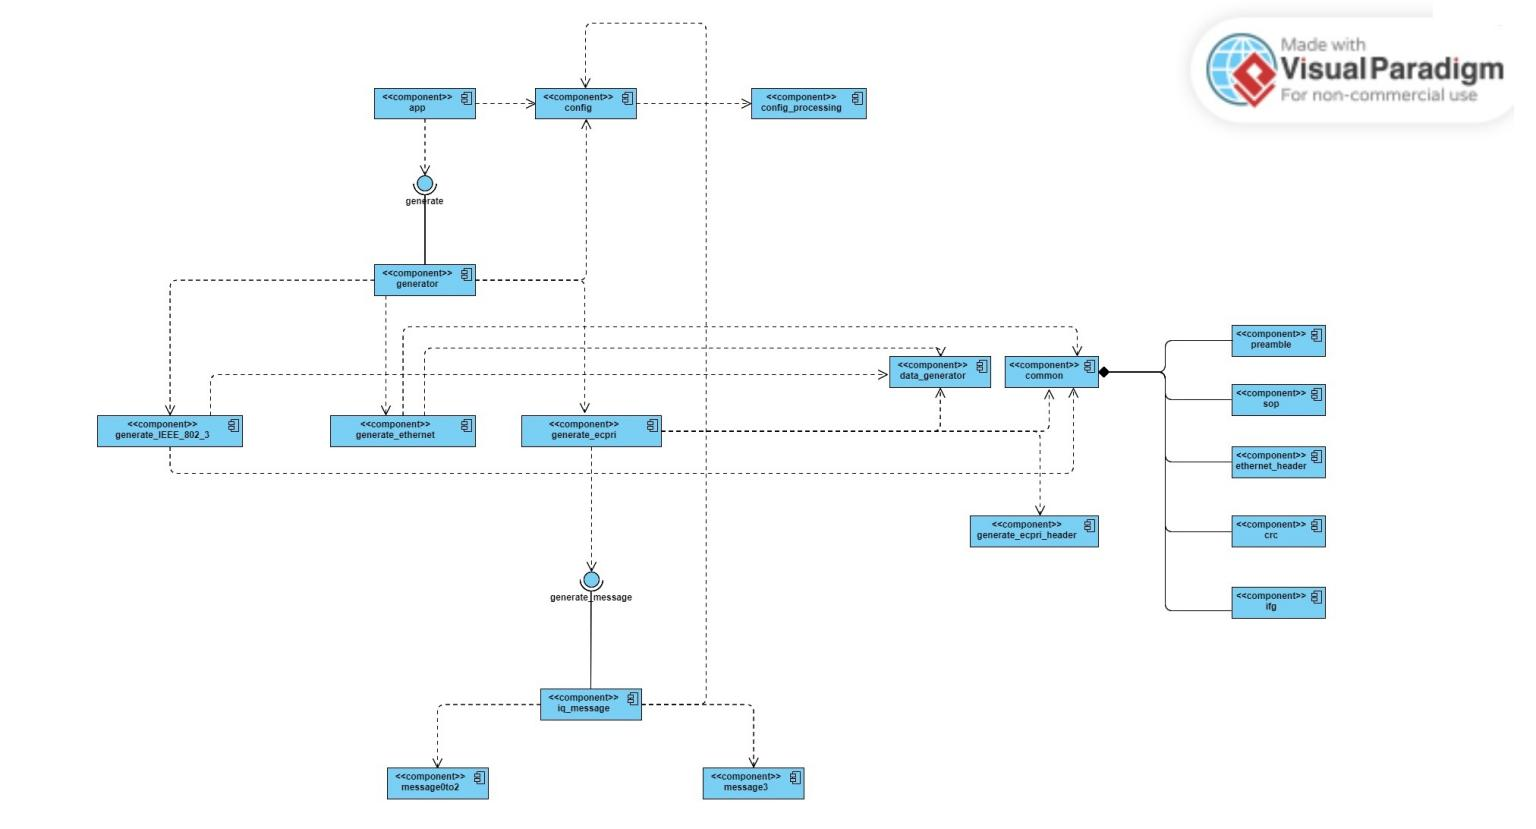 Made with
Visual Paradigm
For non-commercial use
<<component>>
app
<<component>>
config
<<component>>
config_processing
generate
<<component>>
generator
<<component>>
preamble
<<component>>
data_generator
<<component>>
common
<<component>>
sop
<<component>>
generate_IEEE_802_3
<<component>>
generate_ethernet
<<component>>
generate_ecpri
<<component>>
ethernet_header
<<component>>
generate_ecpri_header
<<component>>
crc
generate_message
<<component>>
ifg
<<component>>
iq_message
<<component>>
message0to2
<<component>>
message3